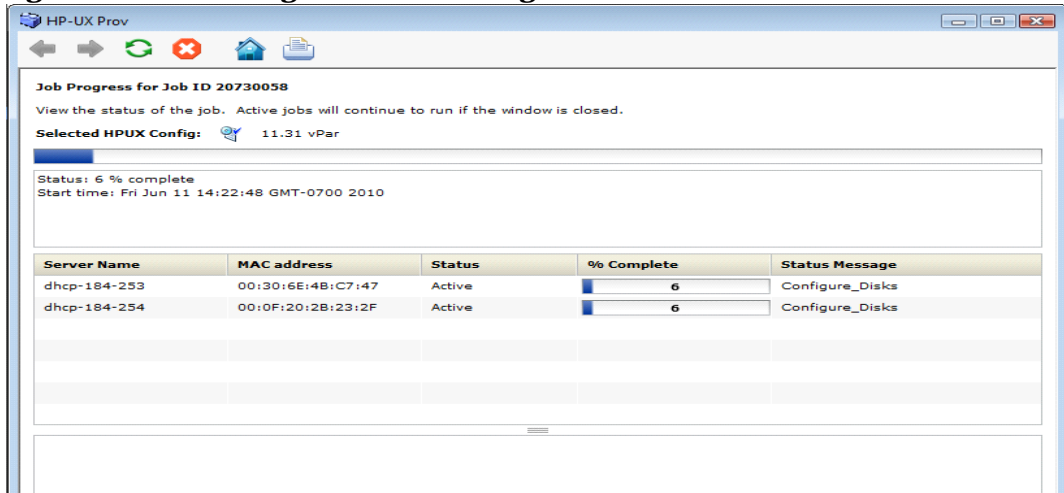 HP-UX Prov
Job Progress for Job ID 20730058
View the status of the job. Active jobs will continue to run if the window is closed.
Selected HPUX Config: 11.31 vPar
Status: 6 % complete
Start time: Fri Jun 11 14:22:48 GMT-0700 2010
Server Name MAC address Status % Complete Status Message
dhcp-184-253 00:30:6E:4B:C7:47 Active 6 Configure_Disks
dhcp-184-254 00:0F:20:2B:23:2F Active 6 Configure_Disks